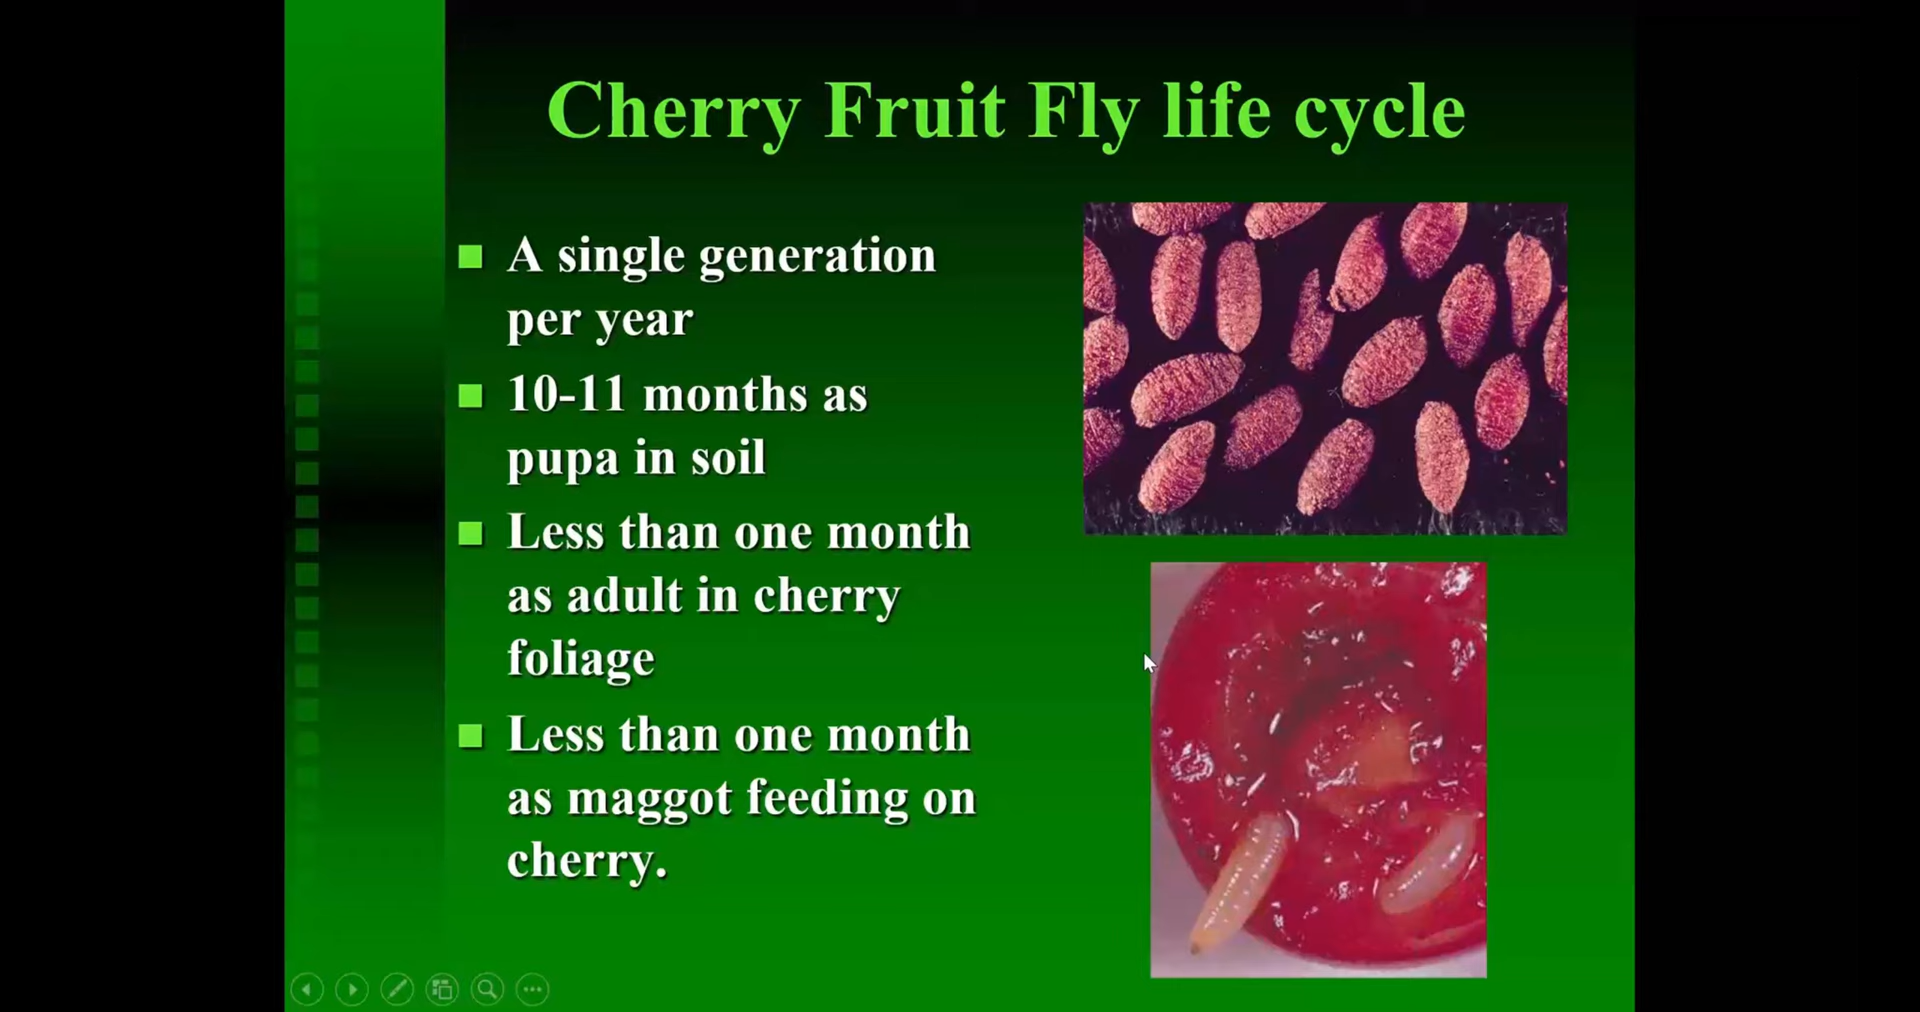 Cherry Fruit Fly life cycle
A single generation
per year
10-11 months as
pupa in soil
Less than one month
as adult in cherry
foliage
Less than one month
as maggot feeding on
cherry.